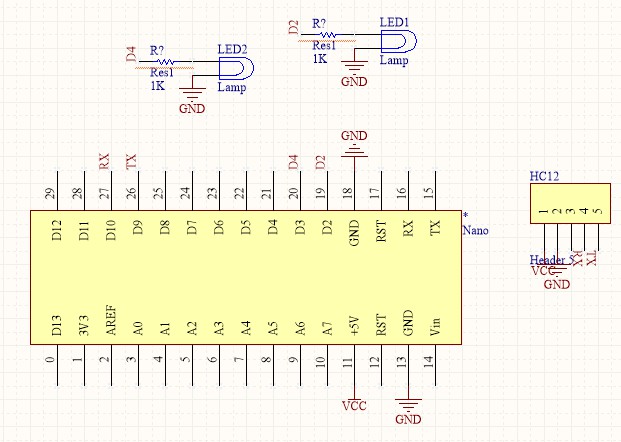 D2
R?
LED1
Res1
1K
Lamp
GND
D4
R?
LED2
Res1
1K
Lamp
GND
GND
RX
TX
D4
D2
29 28 27 26 25 24 23 22 21 20 19 18 17 16 15
D12 D11 D10 D9 D8 D7 D6 D5 D4 D3 D2 GND RST RX TX
*
Nano
D13 3V3 AREF A0 A1 A2 A3 A4 A5 A6 A7 +5V RST GND Vin
0 1 2 3 4 5 6 7 8 9 10 11 12 13 14
VCC
GND
HC12
1 2 3 4 5
Header 5
RX
TX
VCC
GND